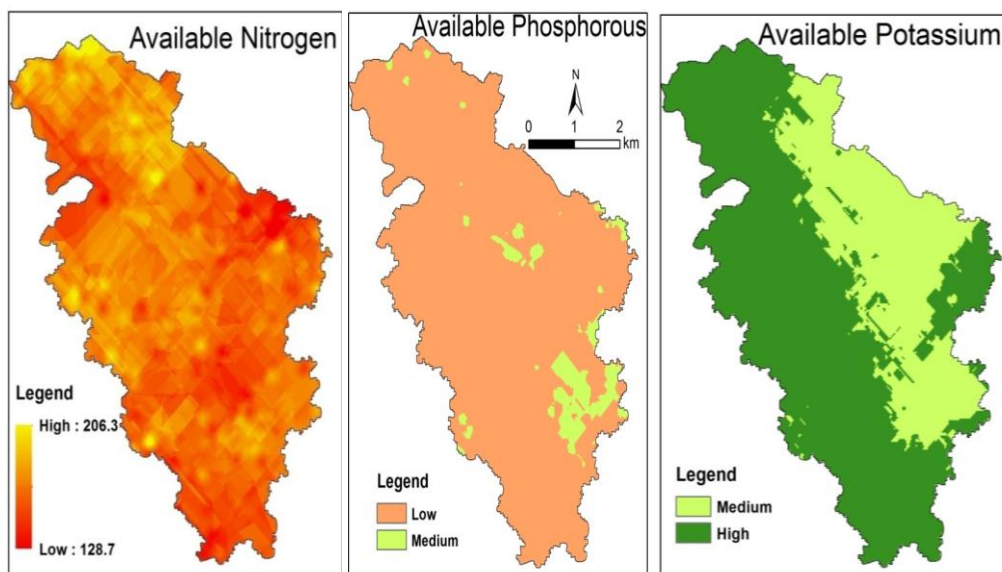 Available Nitrogen
Legend
High : 206.3
Low : 128.7
Available Phosphorous
N
0 1 2
km
Legend
Low
Medium
Available Potassium
Legend
Medium
High